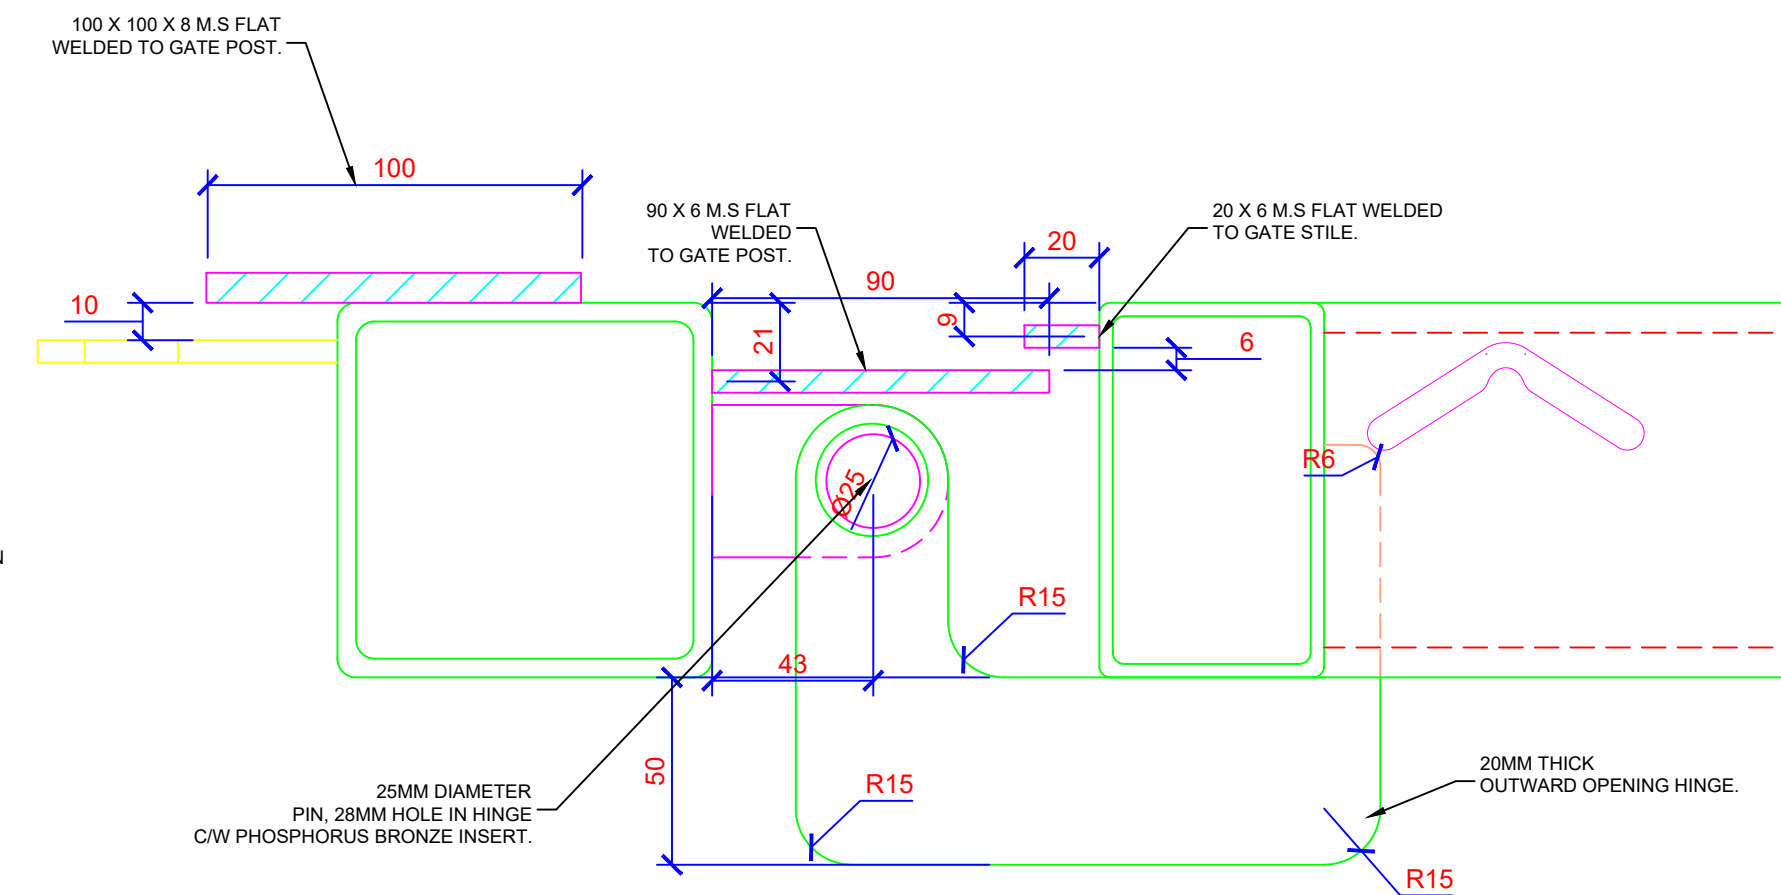 100 X 100 X 8 M.S FLAT
WELDED TO GATE POST.
100
10
90 X 6 M.S FLAT
WELDED
TO GATE POST.
90
20
20 X 6 M.S FLAT WELDED
TO GATE STILE.
21
9
6
Ø25
R6
R15
43
50
R15
25MM DIAMETER
PIN, 28MM HOLE IN HINGE
C/W PHOSPHORUS BRONZE INSERT.
20MM THICK
OUTWARD OPENING HINGE.
R15